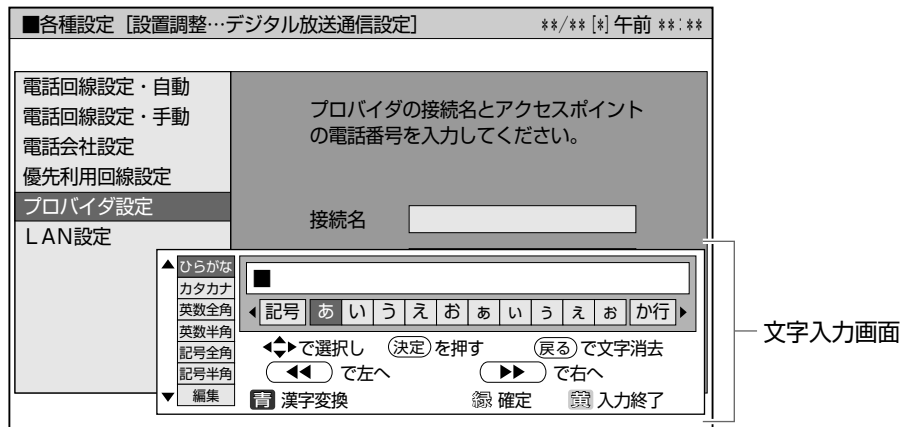 ■各種設定［設置調整…デジタル放送通信設定］ **/** [*] 午前 **:**
電話回線設定・自動
電話回線設定・手動
電話会社設定
優先利用回線設定
プロバイダ設定
ＬAN設定
プロバイダの接続名とアクセスポイント
の電話番号を入力してください。
接続名
▲ ひらがな
カタカナ
英数全角
英数半角
記号全角
記号半角
▼ 編集
■
◀ 記号 あ い う え お ぁ ぃ ぅ ぇ ぉ か行 ▶
で選択し 決定を押す 戻るで文字消去
◀◀ で左へ ▶▶ で右へ
青 漢字変換 緑 確定 黄 入力終了
文字入力画面